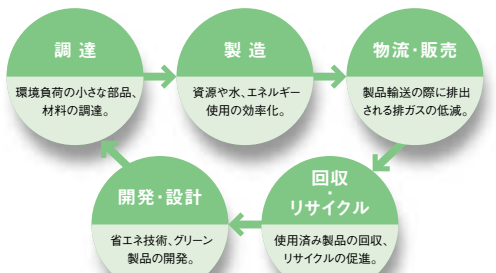 調達
環境負荷の小さな部品、
材料の調達。
製造
資源や水、エネルギー
使用の効率化。
物流・販売
製品輸送の際に排出
される排ガスの低減。
開発・設計
省エネ技術、グリーン
製品の開発。
回収
・
リサイクル
使用済み製品の回収、
リサイクルの促進。